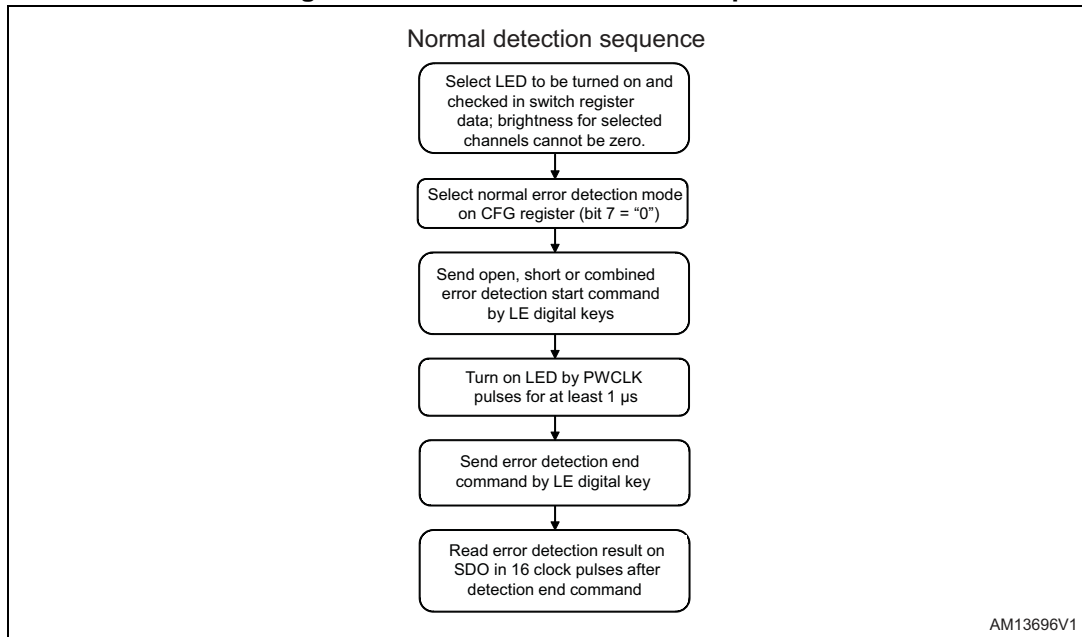 Normal detection sequence
Select LED to be turned on and
checked in switch register
data; brightness for selected
channels cannot be zero.
Select normal error detection mode
on CFG register (bit 7 = “0”)
Send open, short or combined
error detection start command
by LE digital keys
Turn on LED by PWCLK
pulses for at least 1 µs
Send error detection end
command by LE digital key
Read error detection result on
SDO in 16 clock pulses after
detection end command
AM13696V1